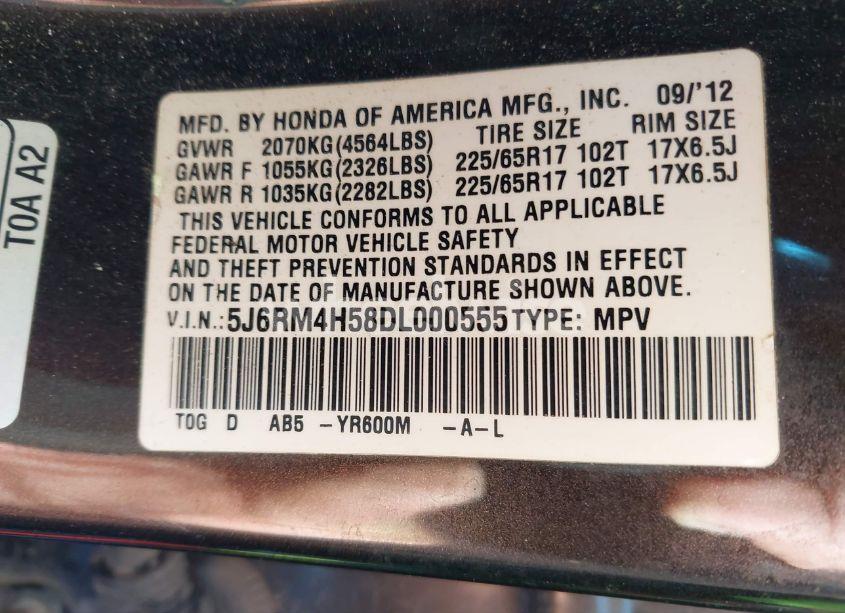 MFD. BY HONDA OF AMERICA MFG., INC. 09/'12
GVWR 2070KG(4564LBS) TIRE SIZE RIM SIZE
GAWR F 1055KG(2326LBS) 225/65R17 102T 17X6.5J
GAWR R 1035KG(2282LBS) 225/65R17 102T 17X6.5J
THIS VEHICLE CONFORMS TO ALL APPLICABLE
FEDERAL MOTOR VEHICLE SAFETY
AND THEFT PREVENTION STANDARDS IN EFFECT
ON THE DATE OF MANUFACTURE SHOWN ABOVE.
V.I.N.: 5J6RM4H58DL000555 TYPE: MPV
T0G D AB5 -YR600M -A-L
T0A A2